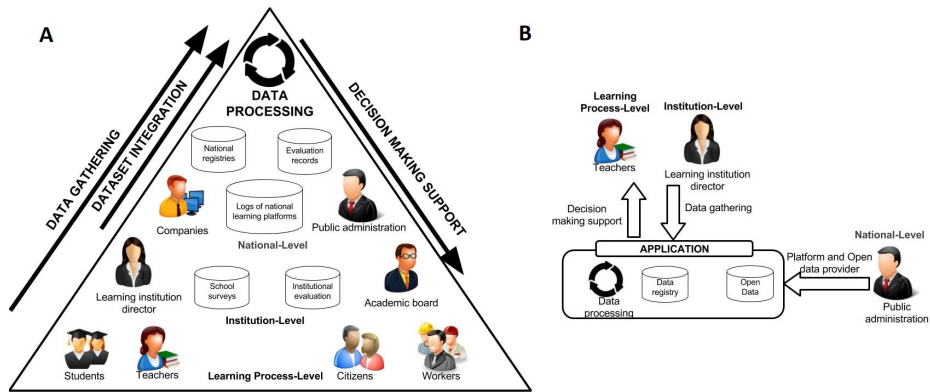 A
DATA GATHERING
DATASET INTEGRATION
DATA
PROCESSING
DECISION MAKING SUPPORT
National
registries
Evaluation
records
Logs of national
learning platforms
Companies
Public administration
National-Level
Learning institution
director
School
surveys
Institutional
evaluation
Academic board
Institution-Level
Students
Teachers
Learning Process-Level
Citizens
Workers
B
Learning
Process-Level
Institution-Level
Teachers
Learning institution
director
Decision
making support
Data gathering
APPLICATION
Data
processing
Data
registry
Open
Data
National-Level
Platform and Open
data provider
Public
administration